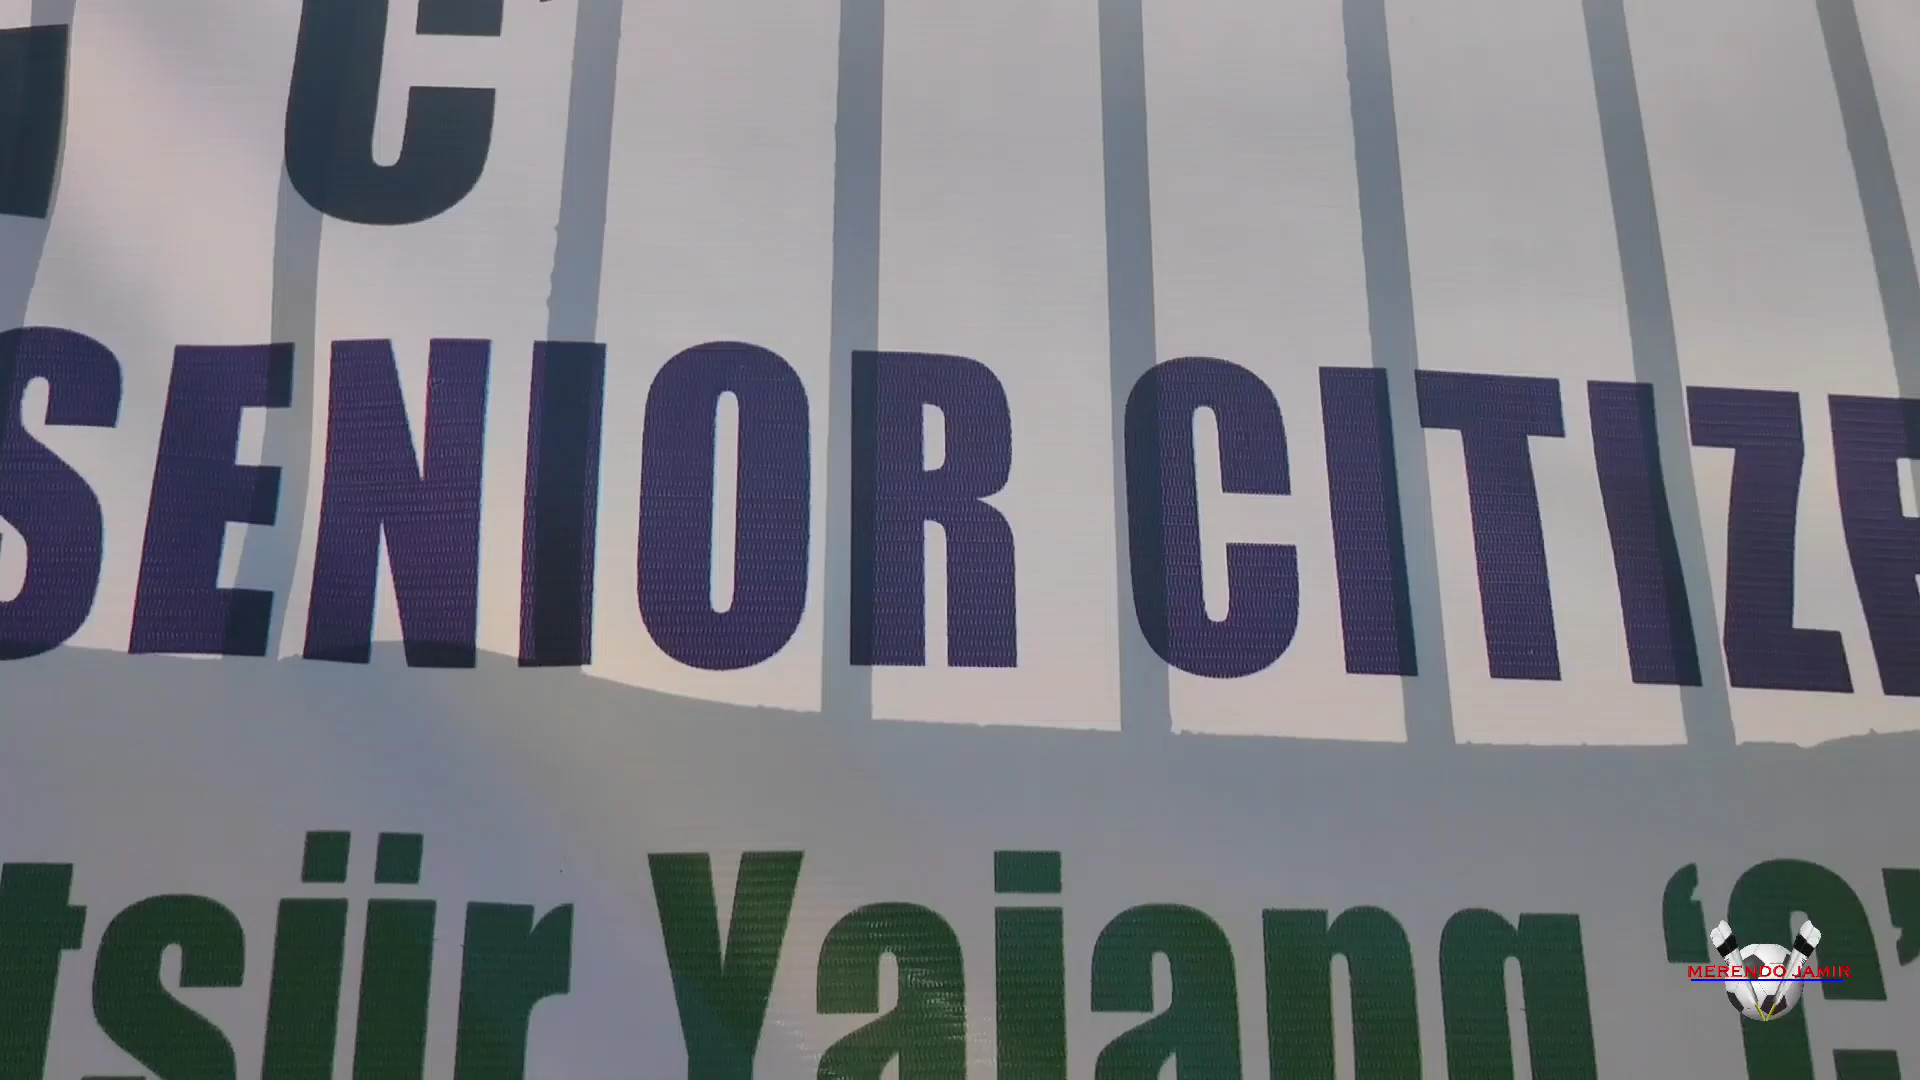 SENIOR CITIZE
tsür Yajang ‘C’
MERENDO JAMIR